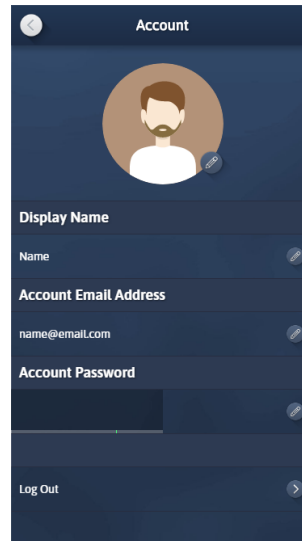 Account
Display Name
Name
Account Email Address
name@email.com
Account Password
Log Out